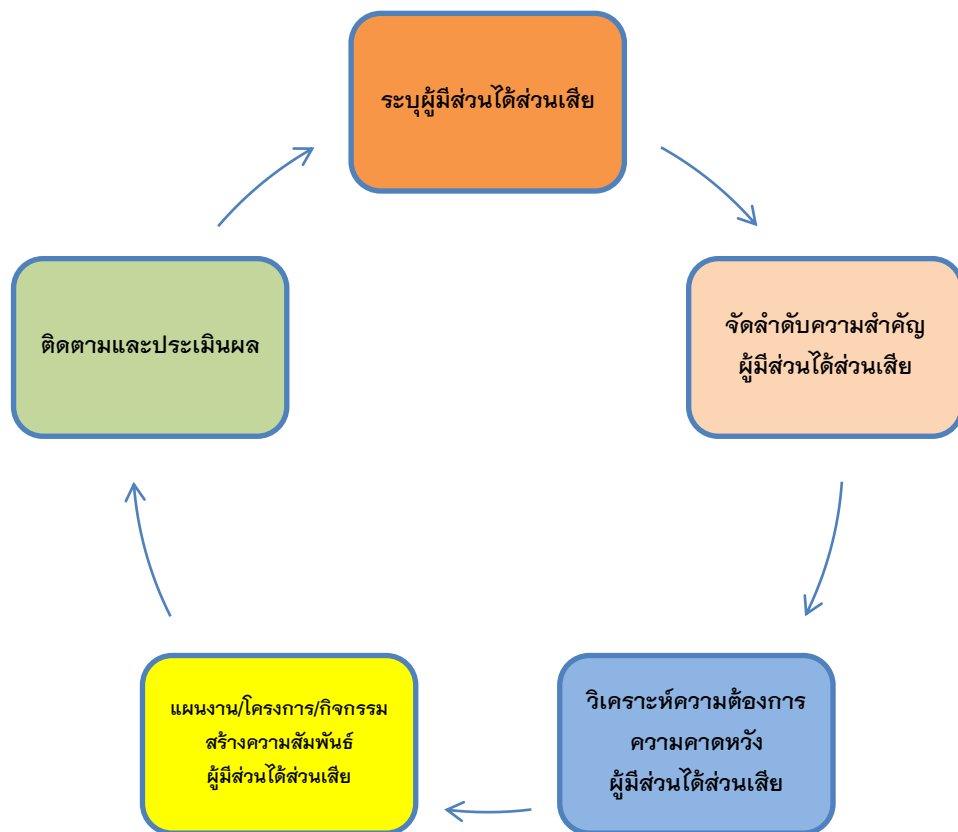 ระบุผู้มีส่วนได้ส่วนเสีย
จัดลำดับความสำคัญ
ผู้มีส่วนได้ส่วนเสีย
วิเคราะห์ความต้องการ
ความคาดหวัง
ผู้มีส่วนได้ส่วนเสีย
แผนงาน/โครงการ/กิจกรรม
สร้างความสัมพันธ์
ผู้มีส่วนได้ส่วนเสีย
ติดตามและประเมินผล